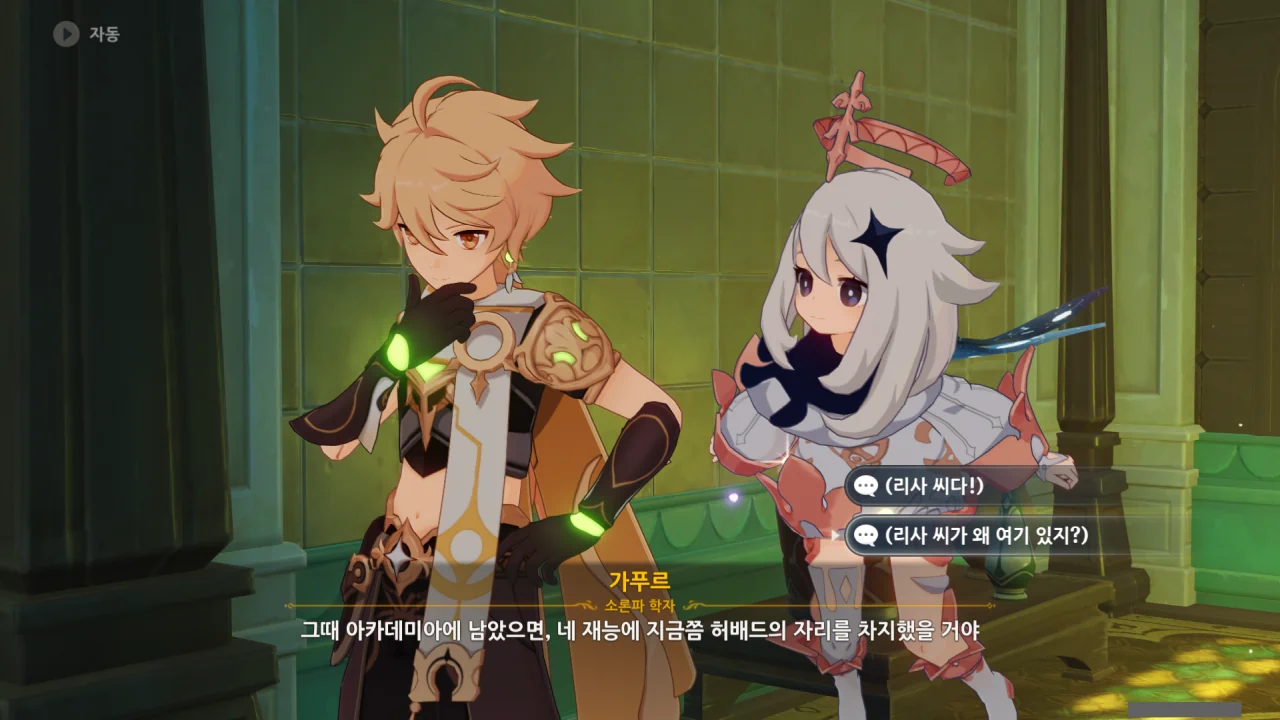 자동
(리사 씨다!)
(리사 씨가 왜 여기 있지?)
가푸르
소론파 학자
그때 아카데미아에 남았으면, 네 재능에 지금쯤 허배드의 자리를 차지했을 거야